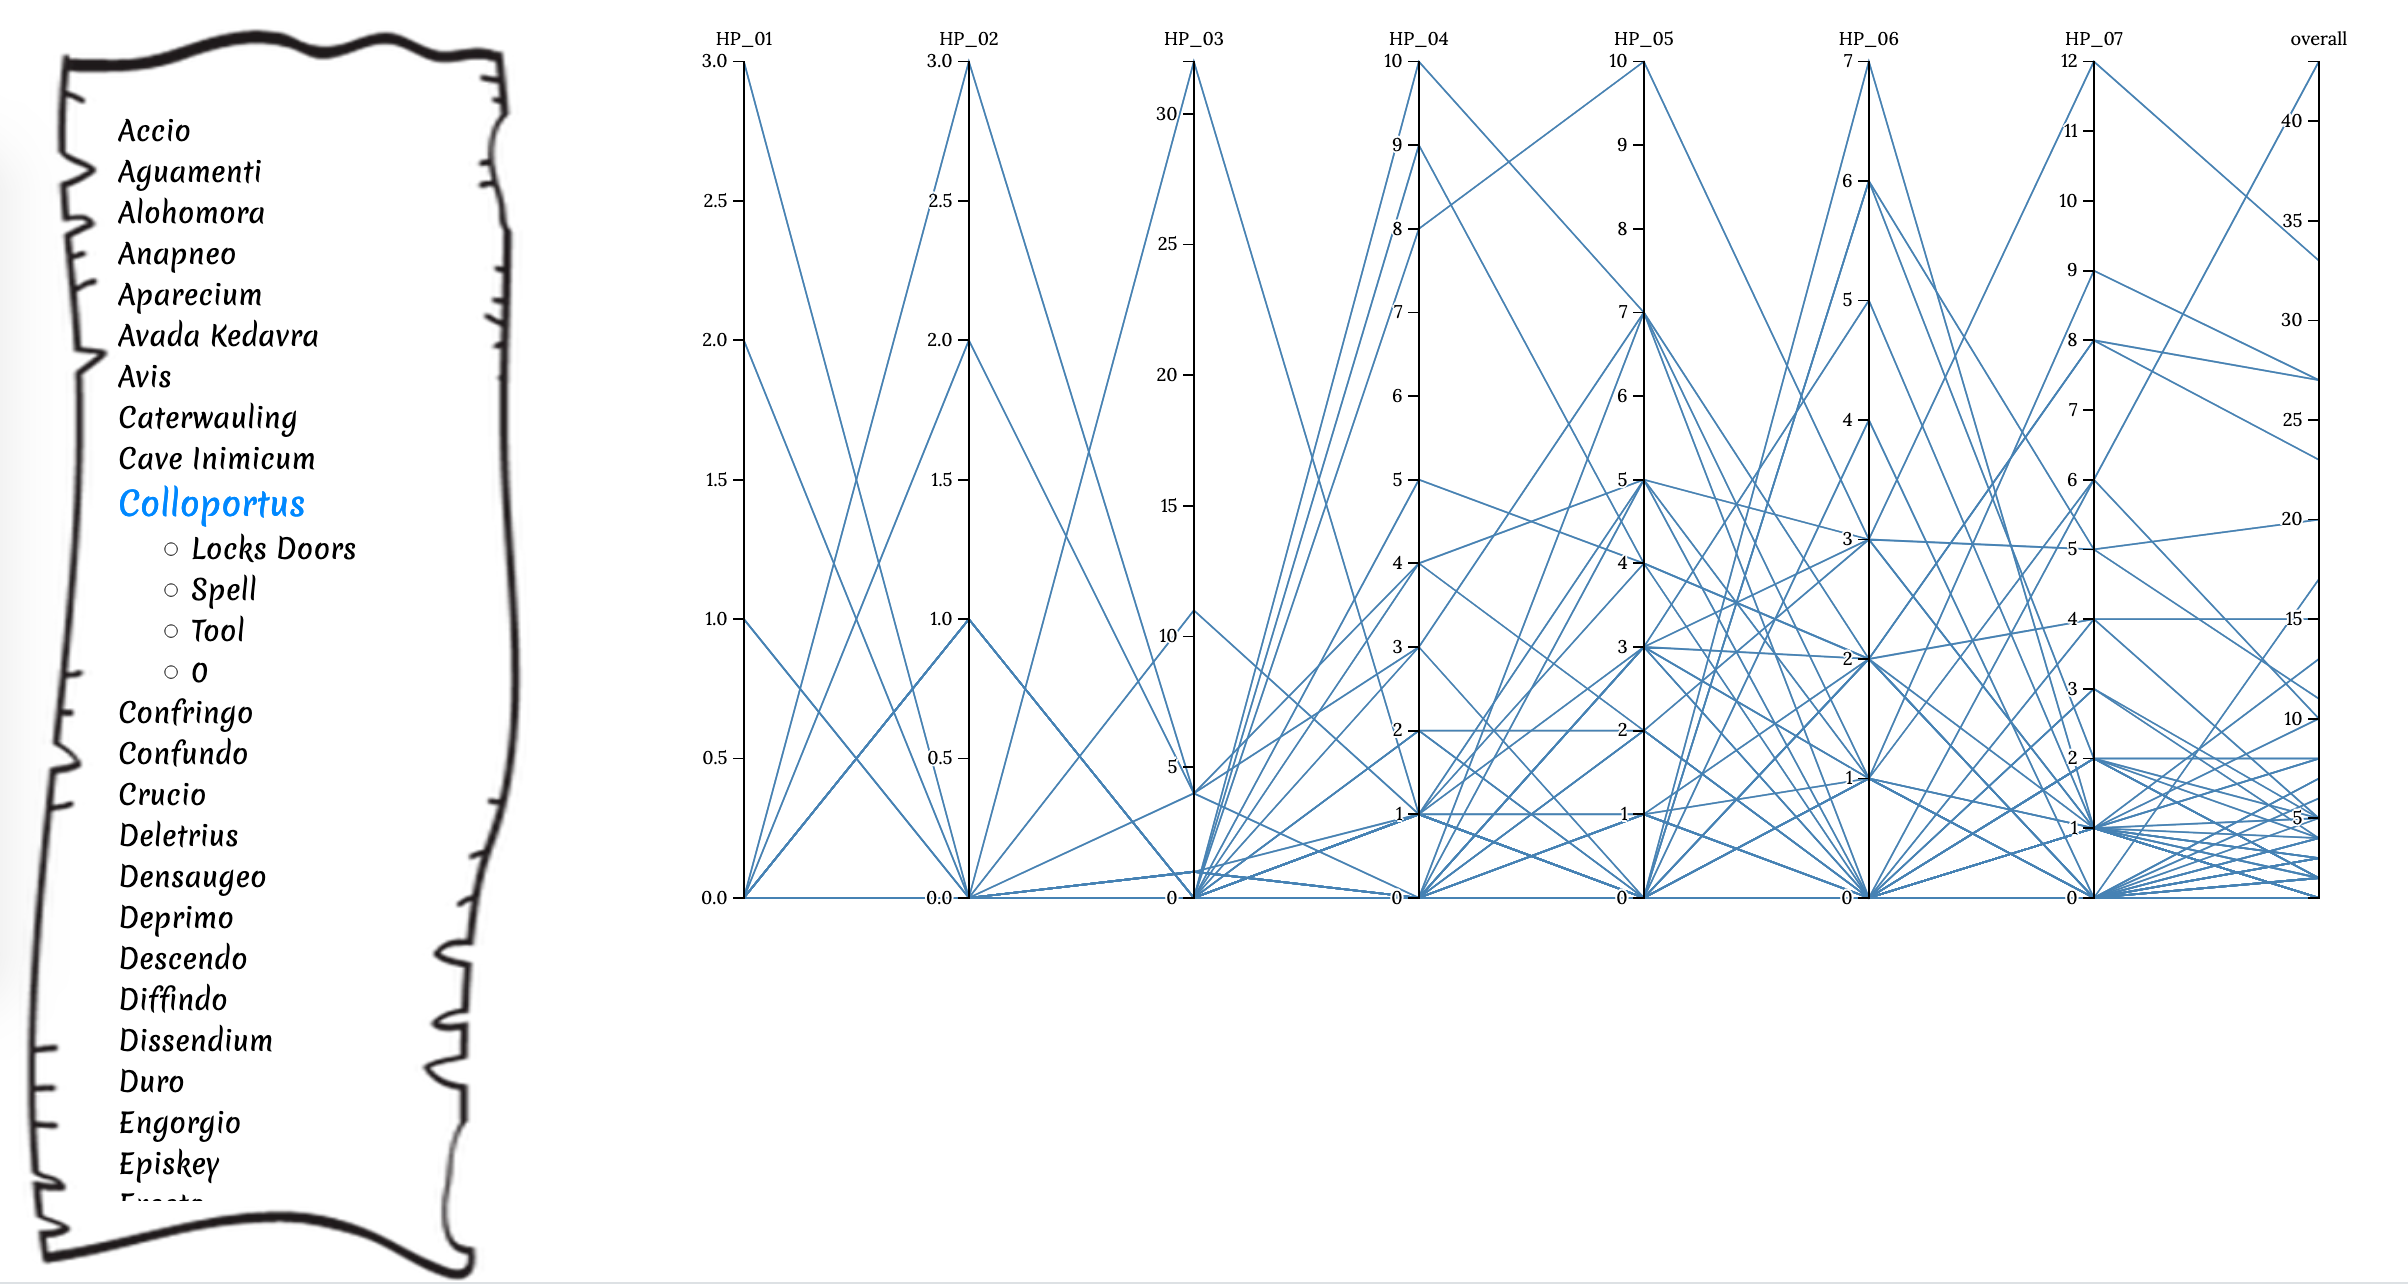 Accio
Aguamenti
Alohomora
Anapneo
Aparecium
Avada Kedavra
Avis
Caterwauling
Cave Inimicum
Colloportus
Locks Doors
Spell
Tool
0
Confringo
Confundo
Crucio
Deletrius
Densaugeo
Deprimo
Descendo
Diffindo
Dissendium
Duro
Engorgio
Episkey
HP_01
3.0
2.5
2.0
1.5
1.0
0.5
0.0
HP_02
3.0
2.5
2.0
1.5
1.0
0.5
0.0
HP_03
30
25
20
15
10
5
0
HP_04
10
9
8
7
6
5
4
3
2
1
0
HP_05
10
9
8
7
6
5
4
3
2
1
0
HP_06
7
6
5
4
3
2
1
0
HP_07
12
11
10
9
8
7
6
5
4
3
2
1
0
overall
40
35
30
25
20
15
10
5